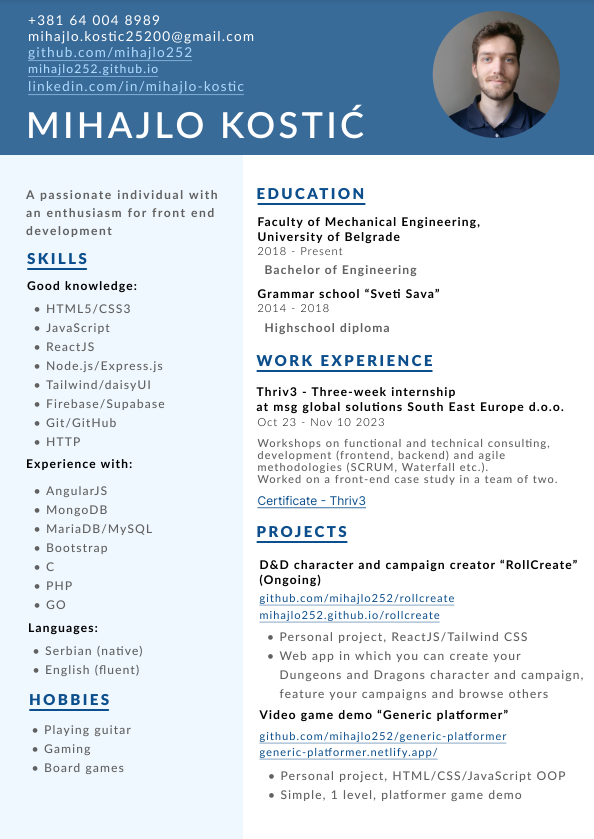 +381 64 004 8989
mihajlo.kostic25200@gmail.com
github.com/mihajlo252
mihajlo252.github.io
linkedin.com/in/mihajlo-kostic
MIHAJLO KOSTIĆ
A passionate individual with
an enthusiasm for front end
development
SKILLS
Good knowledge:
• HTML5/CSS3
• JavaScript
• ReactJS
• Node.js/Express.js
• Tailwind/daisyUI
• Firebase/Supabase
• Git/GitHub
• HTTP
Experience with:
• AngularJS
• MongoDB
• MariaDB/MySQL
• Bootstrap
• C
• PHP
• GO
Languages:
• Serbian (native)
• English (fluent)
HOBBIES
• Playing guitar
• Gaming
• Board games
EDUCATION
Faculty of Mechanical Engineering,
University of Belgrade
2018 - Present
Bachelor of Engineering
Grammar school “Sveti Sava”
2014 - 2018
Highschool diploma
WORK EXPERIENCE
Thriv3 - Three-week internship
at msg global solutions South East Europe d.o.o.
Oct 23 - Nov 10 2023
Workshops on functional and technical consulting,
development (frontend, backend) and agile
methodologies (SCRUM, Waterfall etc.).
Worked on a front-end case study in a team of two.
Certificate - Thriv3
PROJECTS
D&D character and campaign creator “RollCreate”
(Ongoing)
github.com/mihajlo252/rollcreate
mihajlo252.github.io/rollcreate
• Personal project, ReactJS/Tailwind CSS
• Web app in which you can create your
Dungeons and Dragons character and campaign,
feature your campaigns and browse others
Video game demo “Generic platformer”
github.com/mihajlo252/generic-platformer
generic-platformer.netlify.app/
• Personal project, HTML/CSS/JavaScript OOP
• Simple, 1 level, platformer game demo